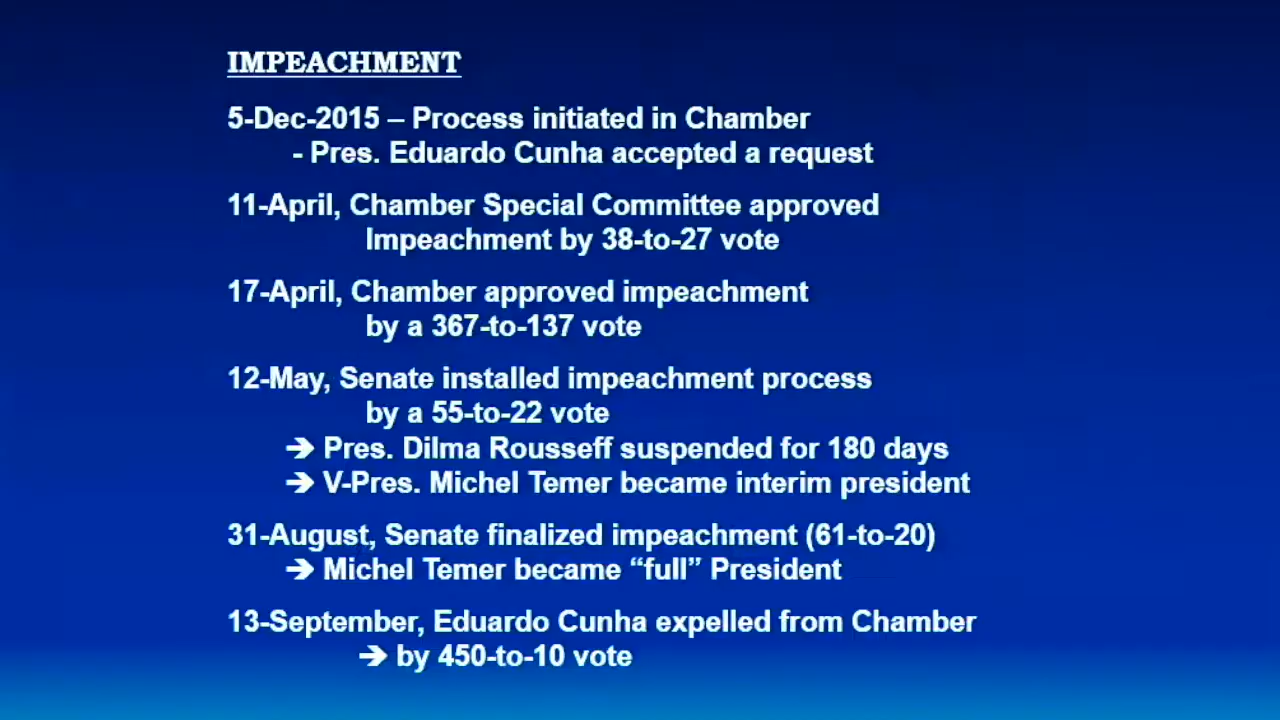 IMPEACHMENT
5-Dec-2015 – Process initiated in Chamber
- Pres. Eduardo Cunha accepted a request
11-April, Chamber Special Committee approved
Impeachment by 38-to-27 vote
17-April, Chamber approved impeachment
by a 367-to-137 vote
12-May, Senate installed impeachment process
by a 55-to-22 vote
➔ Pres. Dilma Rousseff suspended for 180 days
➔ V-Pres. Michel Temer became interim president
31-August, Senate finalized impeachment (61-to-20)
➔ Michel Temer became “full” President
13-September, Eduardo Cunha expelled from Chamber
➔ by 450-to-10 vote